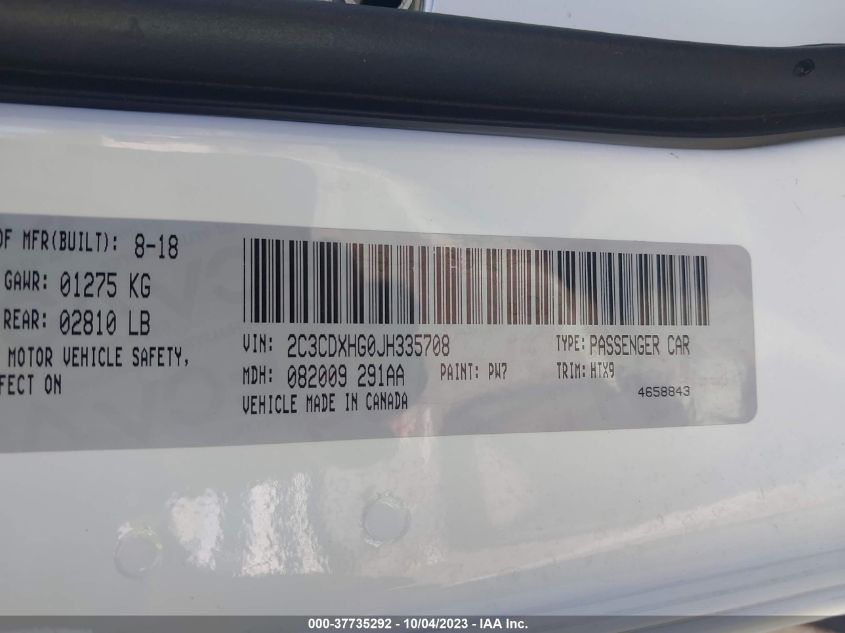 OF MFR(BUILT): 8-18
GAWR: 01275 KG
REAR: 02810 LB
MOTOR VEHICLE SAFETY,
FECT ON
VIN: 2C3CDXHG0JH335708
TYPE: PASSENGER CAR
MDH: 082009 291AA
PAINT: PW7
TRIM: HTX9
VEHICLE MADE IN CANADA
4658843
000-37735292 - 10/04/2023 - IAA Inc.